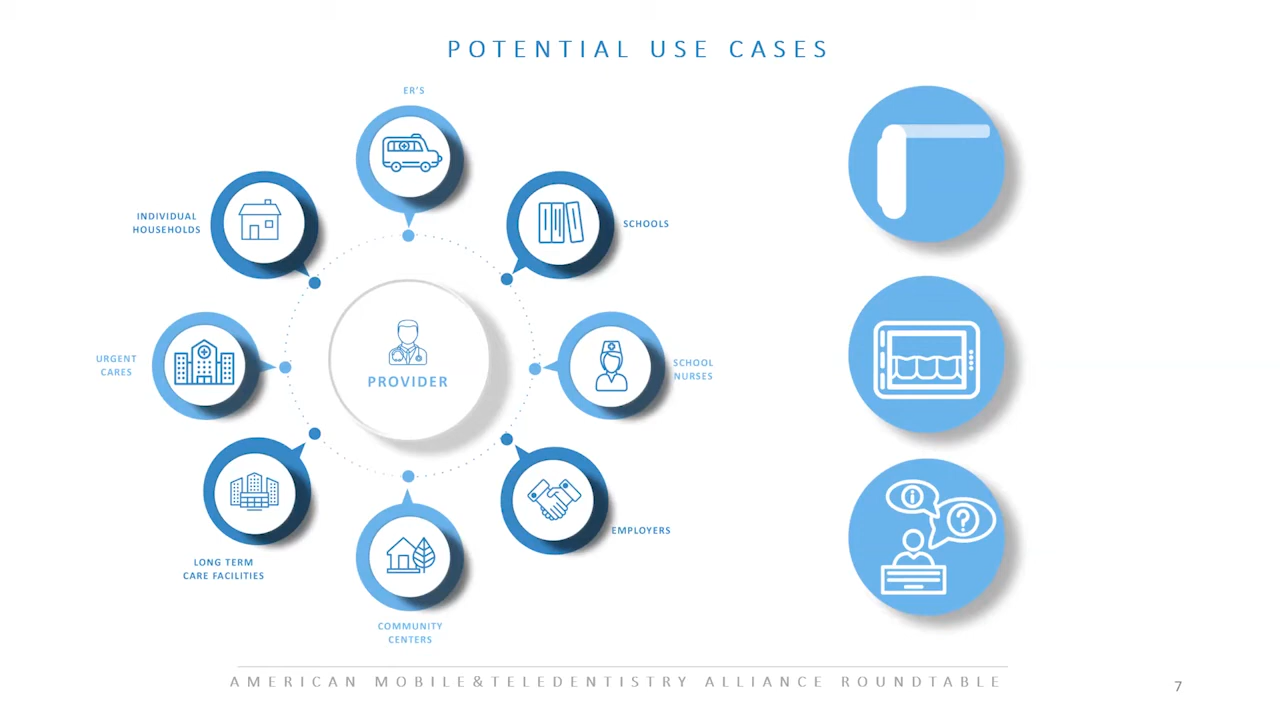 POTENTIAL USE CASES
ER'S
INDIVIDUAL
HOUSEHOLDS
SCHOOLS
URGENT
CARES
PROVIDER
SCHOOL
NURSES
LONG TERM
CARE FACILITIES
EMPLOYERS
COMMUNITY
CENTERS
AMERICAN MOBILE&TELEDENTISTRY ALLIANCE ROUNDTABLE
7